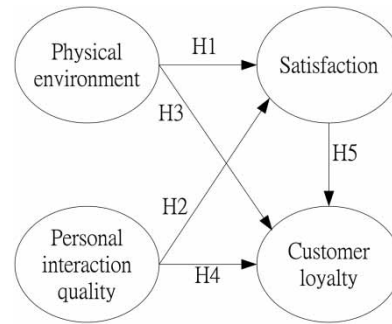 Physical
environment
H1
Satisfaction
H3
H5
H2
Personal
interaction
quality
H4
Customer
loyalty